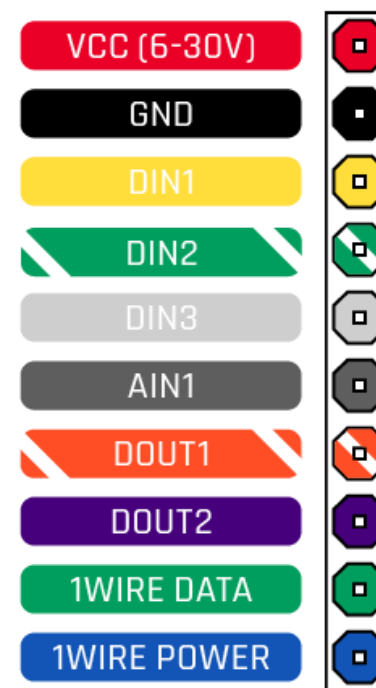 VCC (6-30V)
GND
DIN1
DIN2
DIN3
AIN1
DOUT1
DOUT2
1WIRE DATA
1WIRE POWER